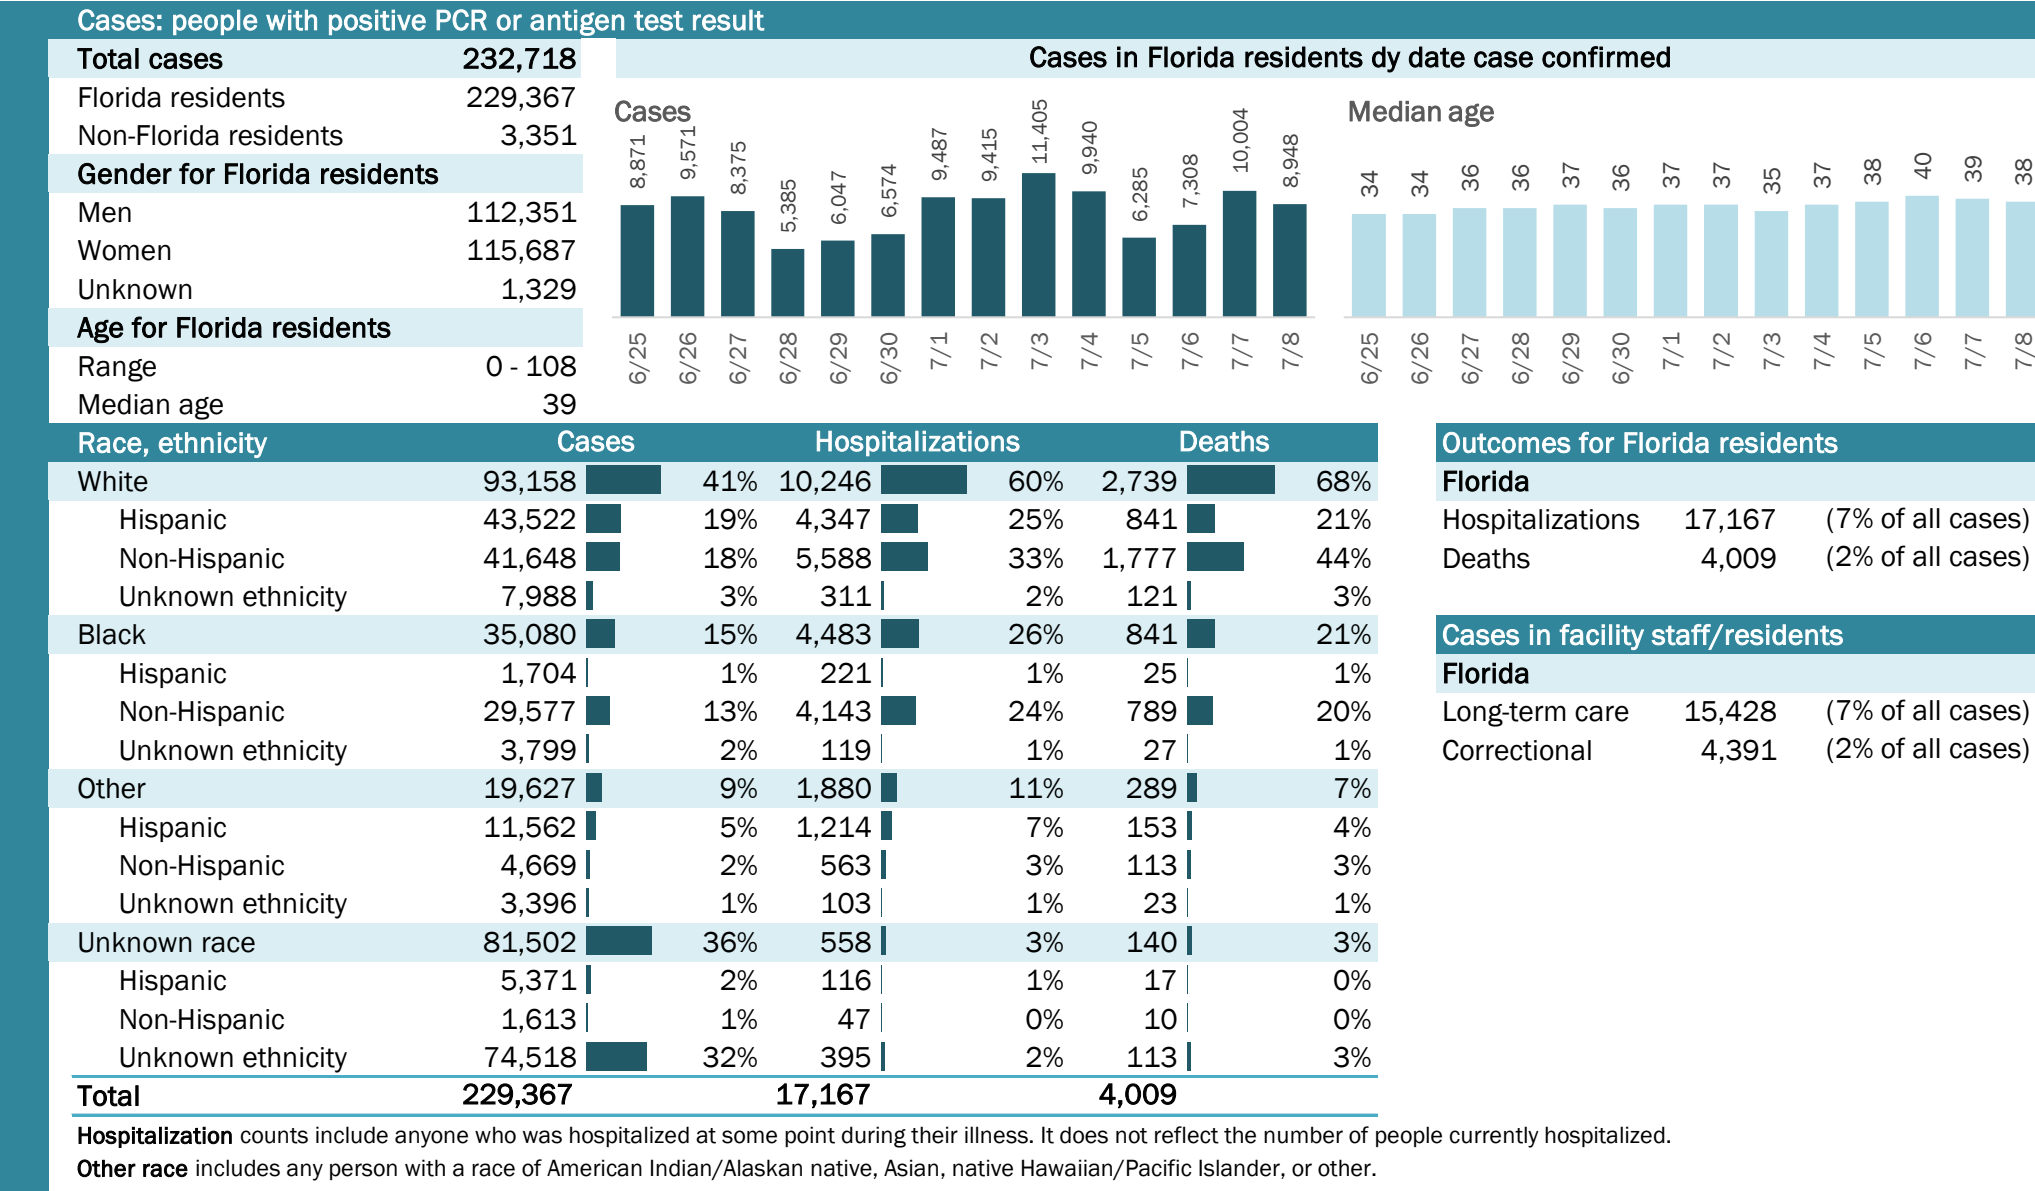 Cases: people with positive PCR or antigen test result
Total cases 232,718
Florida residents 229,367
Non-Florida residents 3,351
Gender for Florida residents
Men 112,351
Women 115,687
Unknown 1,329
Age for Florida residents
Range 0 - 108
Median age 39
Cases in Florida residents dy date case confirmed
Cases
8,871 9,571 8,375 5,385 6,047 6,574 9,487 9,415 11,405 9,940 6,285 7,308 10,004 8,948
6/25 6/26 6/27 6/28 6/29 6/30 7/1 7/2 7/3 7/4 7/5 7/6 7/7 7/8
Median age
34 34 36 36 37 36 37 37 35 37 38 40 39 38
6/25 6/26 6/27 6/28 6/29 6/30 7/1 7/2 7/3 7/4 7/5 7/6 7/7 7/8
Race, ethnicity Cases Hospitalizations Deaths
White 93,158 41% 10,246 60% 2,739 68%
Hispanic 43,522 19% 4,347 25% 841 21%
Non-Hispanic 41,648 18% 5,588 33% 1,777 44%
Unknown ethnicity 7,988 3% 311 2% 121 3%
Black 35,080 15% 4,483 26% 841 21%
Hispanic 1,704 1% 221 1% 25 1%
Non-Hispanic 29,577 13% 4,143 24% 789 20%
Unknown ethnicity 3,799 2% 119 1% 27 1%
Other 19,627 9% 1,880 11% 289 7%
Hispanic 11,562 5% 1,214 7% 153 4%
Non-Hispanic 4,669 2% 563 3% 113 3%
Unknown ethnicity 3,396 1% 103 1% 23 1%
Unknown race 81,502 36% 558 3% 140 3%
Hispanic 5,371 2% 116 1% 17 0%
Non-Hispanic 1,613 1% 47 0% 10 0%
Unknown ethnicity 74,518 32% 395 2% 113 3%
Total 229,367 17,167 4,009
Outcomes for Florida residents
Florida
Hospitalizations 17,167 (7% of all cases)
Deaths 4,009 (2% of all cases)
Cases in facility staff/residents
Florida
Long-term care 15,428 (7% of all cases)
Correctional 4,391 (2% of all cases)
Hospitalization counts include anyone who was hospitalized at some point during their illness. It does not reflect the number of people currently hospitalized.
Other race includes any person with a race of American Indian/Alaskan native, Asian, native Hawaiian/Pacific Islander, or other.